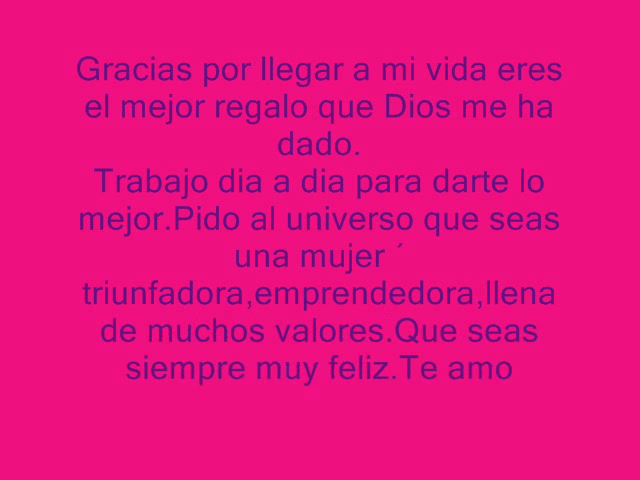 Gracias por llegar a mi vida eres
el mejor regalo que Dios me ha
dado.
Trabajo dia a dia para darte lo
mejor.Pido al universo que seas
una mujer ´
triunfadora,emprendedora,llena
de muchos valores.Que seas
siempre muy feliz.Te amo